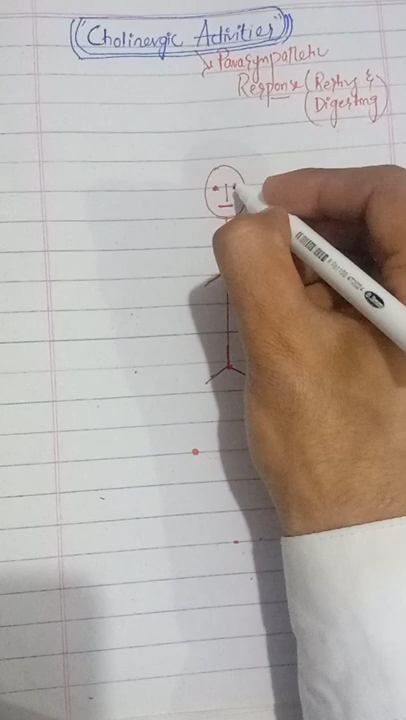 "Cholinergic Activities"
Parasympathetic
Response (Resting &
Digesting)